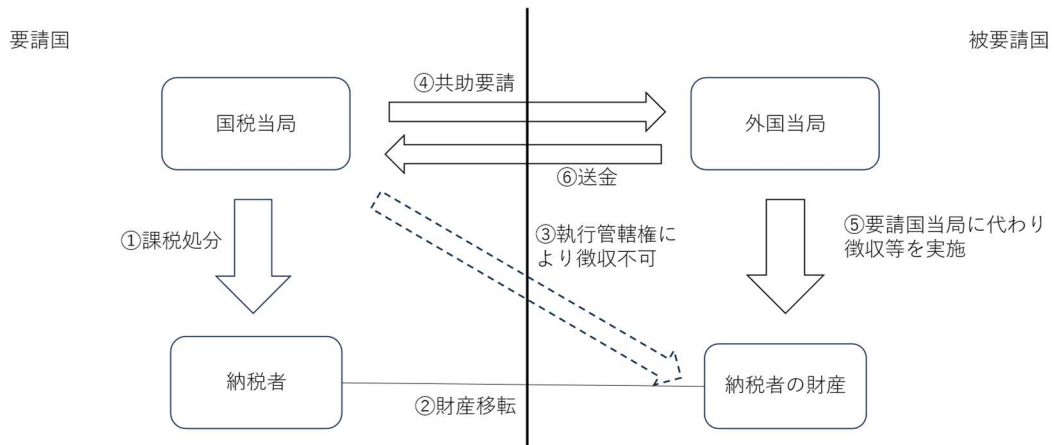 要請国
被要請国
④共助要請
国税当局
外国当局
⑥送金
①課税処分
③執行管轄権に
より徴収不可
⑤要請国当局に代わり
徴収等を実施
納税者
納税者の財産
②財産移転